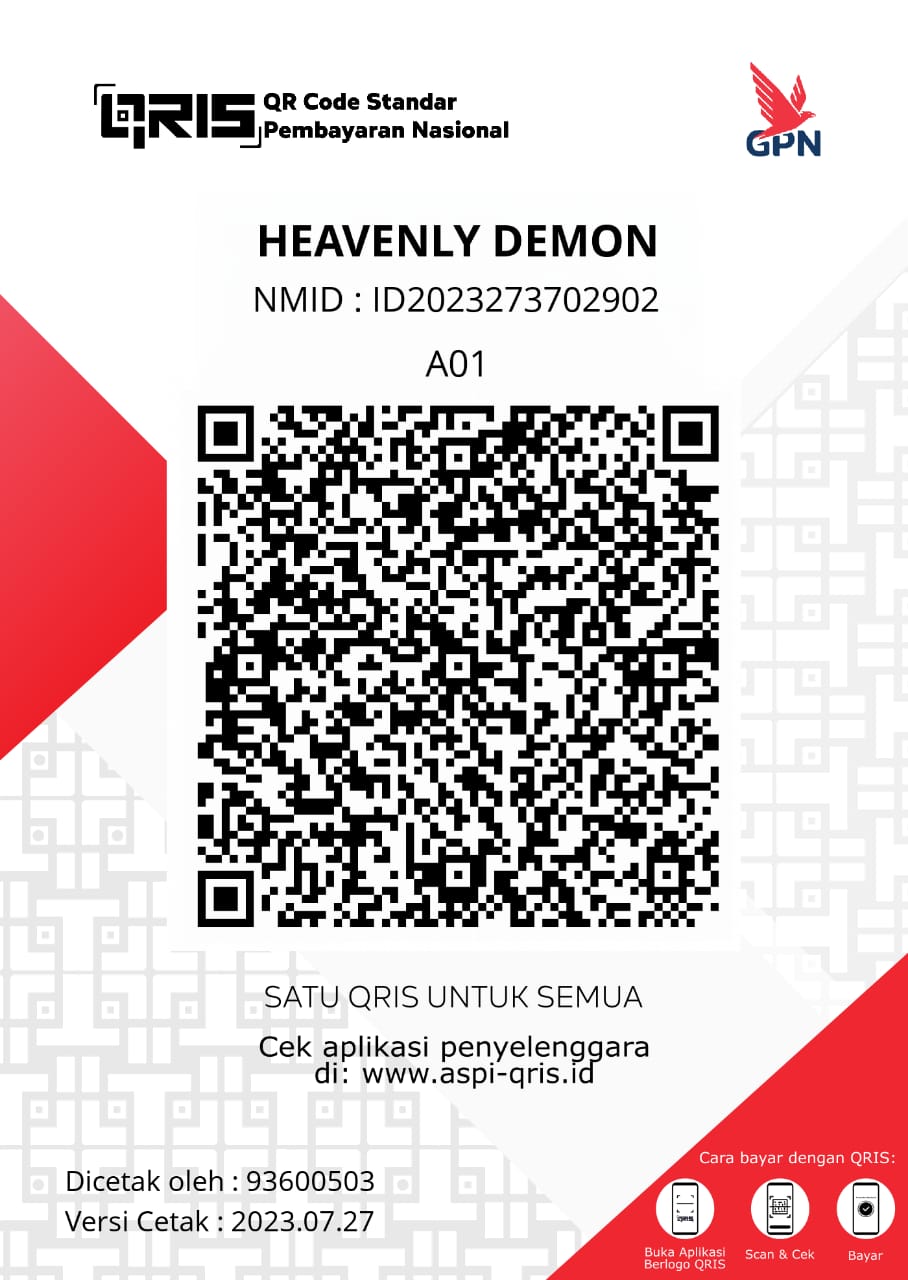 QRIS QR Code Standar
Pembayaran Nasional
GPN
HEAVENLY DEMON
NMID : ID2023273702902
A01
SATU QRIS UNTUK SEMUA
Cek aplikasi penyelenggara
di: www.aspi-qris.id
Dicetak oleh : 93600503
Versi Cetak : 2023.07.27
Cara bayar dengan QRIS:
Buka Aplikasi
Berlogo QRIS
Scan & Cek
Bayar